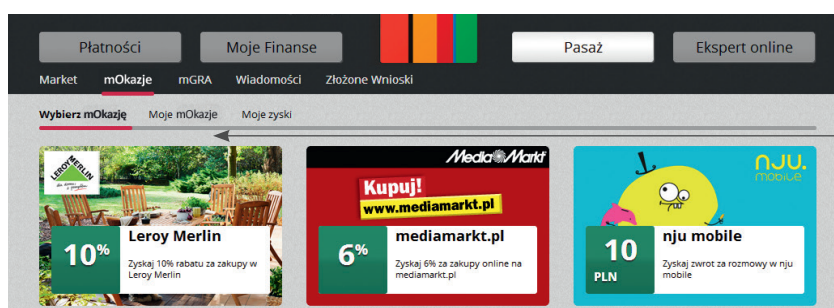 Płatności
Moje Finanse
Pasaż
Ekspert online
Market
mOkazje
mGRA
Wiadomości
Złożone Wnioski
Wybierz mOkazję
Moje mOkazje
Moje zyski
LEROY MERLIN
10%
Leroy Merlin
Zyskaj 10% rabatu za zakupy w
Leroy Merlin
Media Markt
Kupuj!
www.mediamarkt.pl
6%
mediamarkt.pl
Zyskaj 6% za zakupy online na
mediamarkt.pl
nju.
mobile
10
PLN
nju mobile
Zyskaj zwrot za rozmowy w nju
mobile